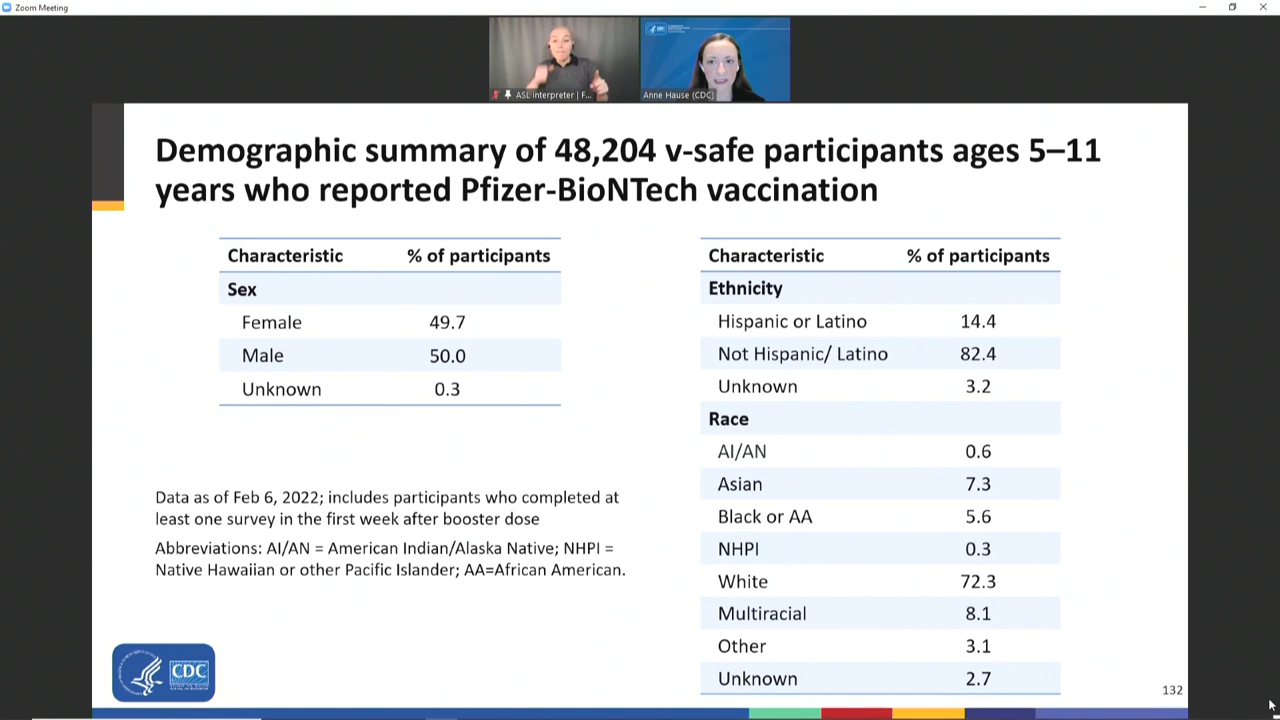 Zoom Meeting
ASL Interpreter | F...
Anne Hause (CDC)
Demographic summary of 48,204 v-safe participants ages 5–11
years who reported Pfizer-BioNTech vaccination
Characteristic % of participants
Sex
Female 49.7
Male 50.0
Unknown 0.3
Data as of Feb 6, 2022; includes participants who completed at
least one survey in the first week after booster dose
Abbreviations: AI/AN = American Indian/Alaska Native; NHPI =
Native Hawaiian or other Pacific Islander; AA=African American.
Characteristic % of participants
Ethnicity
Hispanic or Latino 14.4
Not Hispanic/ Latino 82.4
Unknown 3.2
Race
AI/AN 0.6
Asian 7.3
Black or AA 5.6
NHPI 0.3
White 72.3
Multiracial 8.1
Other 3.1
Unknown 2.7
CDC
132